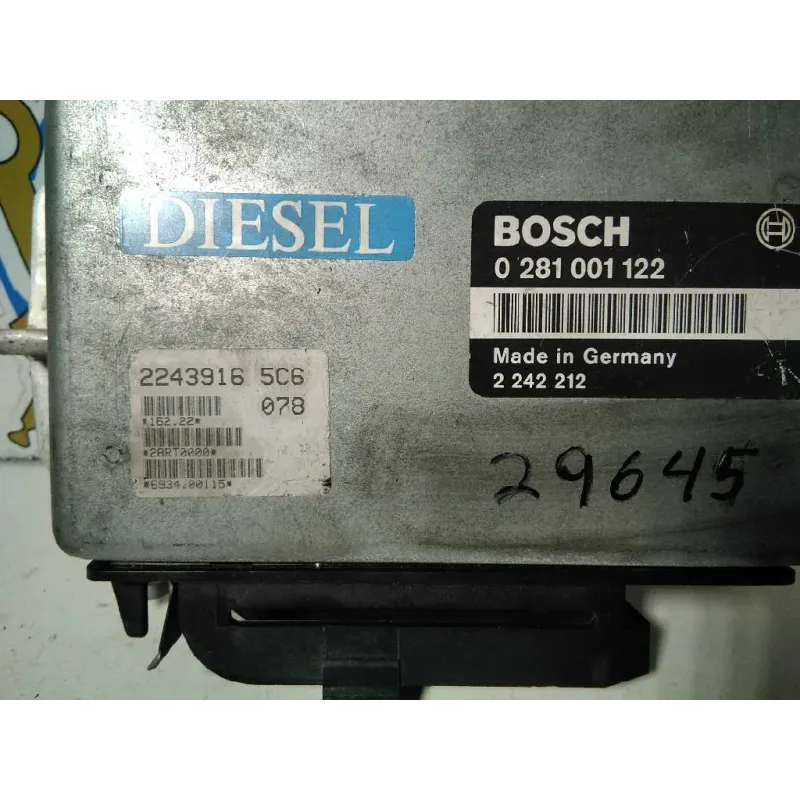 DIESEL
BOSCH
0 281 001 122
Made in Germany
2 242 212
2243916 5C6
078
*162.22*
*2BRT0000*
*6934.00115*
29645